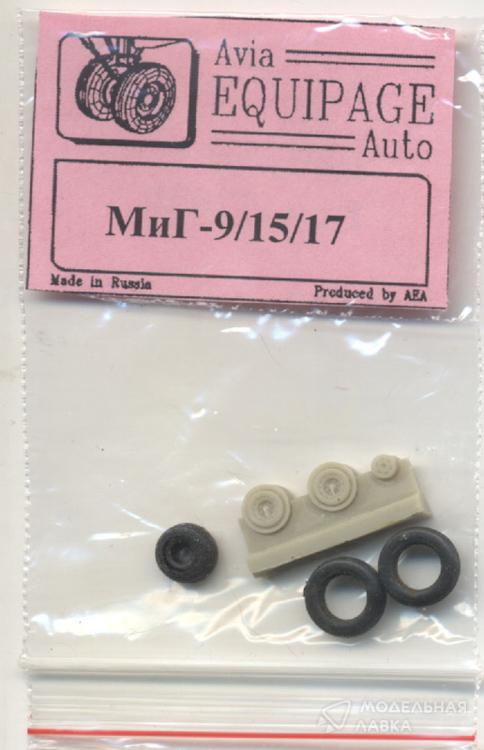 Avia
EQUIPAGE
Auto
МиГ-9/15/17
Made in Russia
Produced by AEA
МОДЕЛЬНАЯ
ЛАВКА